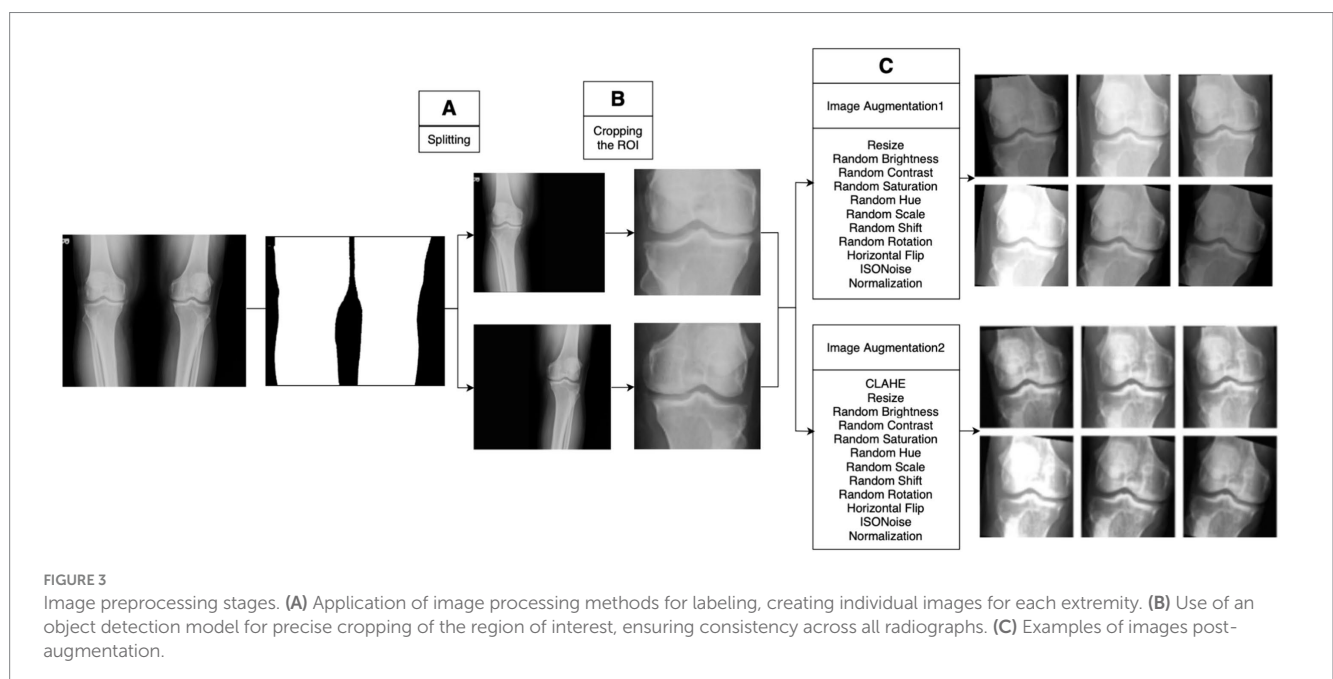 A
Splitting
B
Cropping
the ROI
C
Image Augmentation1
Resize
Random Brightness
Random Contrast
Random Saturation
Random Hue
Random Scale
Random Shift
Random Rotation
Horizontal Flip
ISONoise
Normalization
Image Augmentation2
CLAHE
Resize
Random Brightness
Random Contrast
Random Saturation
Random Hue
Random Scale
Random Shift
Random Rotation
Horizontal Flip
ISONoise
Normalization
FIGURE 3
Image preprocessing stages. (A) Application of image processing methods for labeling, creating individual images for each extremity. (B) Use of an
object detection model for precise cropping of the region of interest, ensuring consistency across all radiographs. (C) Examples of images post-
augmentation.